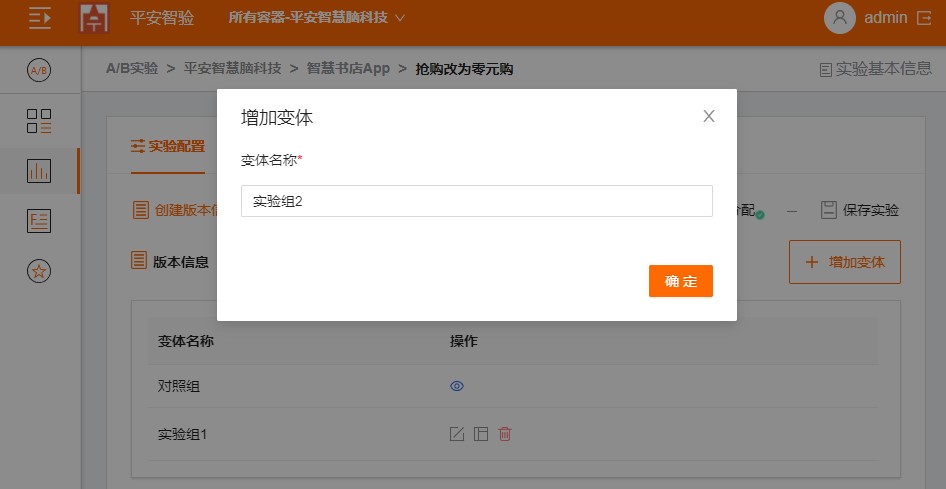 平安智验
所有容器-平安智慧脑科技
admin
A/B
A/B实验 > 平安智慧脑科技 > 智慧书店App > 抢购改为零元购
实验基本信息
增加变体
实验配置
变体名称*
实验组2
创建版本信
分配
保存实验
版本信息
+ 增加变体
确 定
变体名称
操作
对照组
实验组1